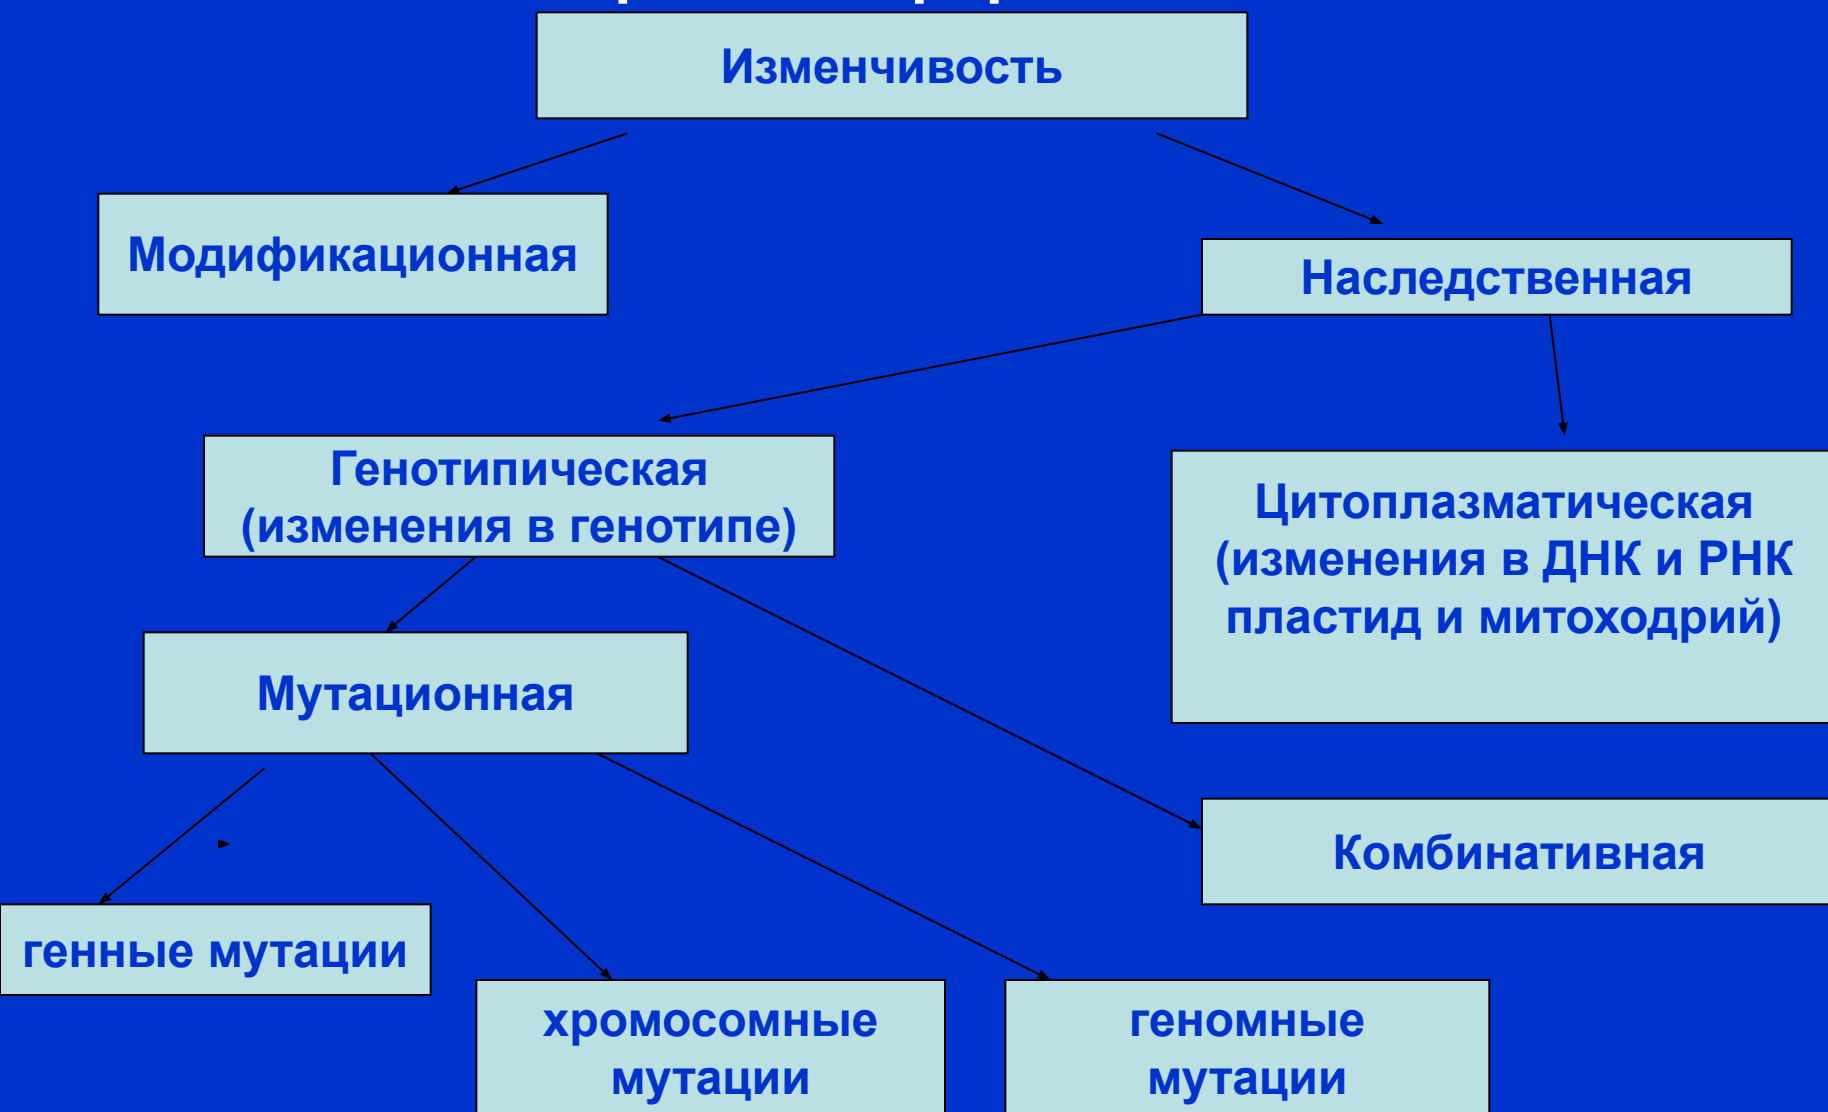 Изменчивость
Модификационная
Наследственная
Генотипическая
(изменения в генотипе)
Цитоплазматическая
(изменения в ДНК и РНК
пластид и митоходрий)
Мутационная
Комбинативная
генные мутации
хромосомные
мутации
геномные
мутации